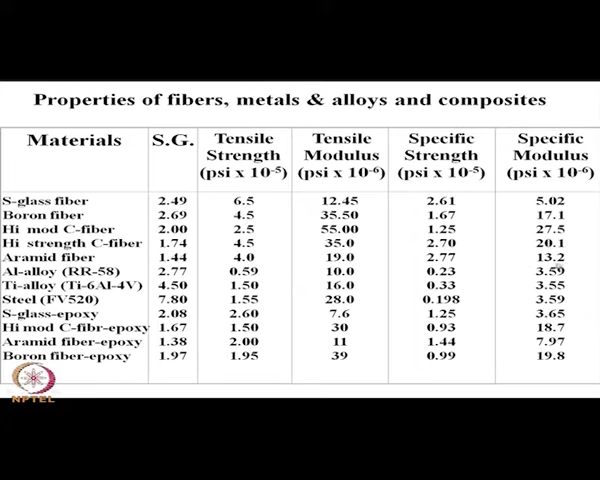 Properties of fibers, metals & alloys and composites
Materials S.G. Tensile Strength (psi x 10-5) Tensile Modulus (psi x 10-6) Specific Strength (psi x 10-5) Specific Modulus (psi x 10-6)
S-glass fiber 2.49 6.5 12.45 2.61 5.02
Boron fiber 2.69 4.5 35.50 1.67 17.1
Hi mod C-fiber 2.00 2.5 55.00 1.25 27.5
Hi strength C-fiber 1.74 4.5 35.0 2.70 20.1
Aramid fiber 1.44 4.0 19.0 2.77 13.2
Al-alloy (RR-58) 2.77 0.59 10.0 0.23 3.59
Ti-alloy (Ti-6Al-4V) 4.50 1.50 16.0 0.33 3.55
Steel (FV520) 7.80 1.55 28.0 0.198 3.59
S-glass-epoxy 2.08 2.60 7.6 1.25 3.65
Hi mod C-fibr-epoxy 1.67 1.50 30 0.93 18.7
Aramid fiber-epoxy 1.38 2.00 11 1.44 7.97
Boron fiber-epoxy 1.97 1.95 39 0.99 19.8
NPTEL